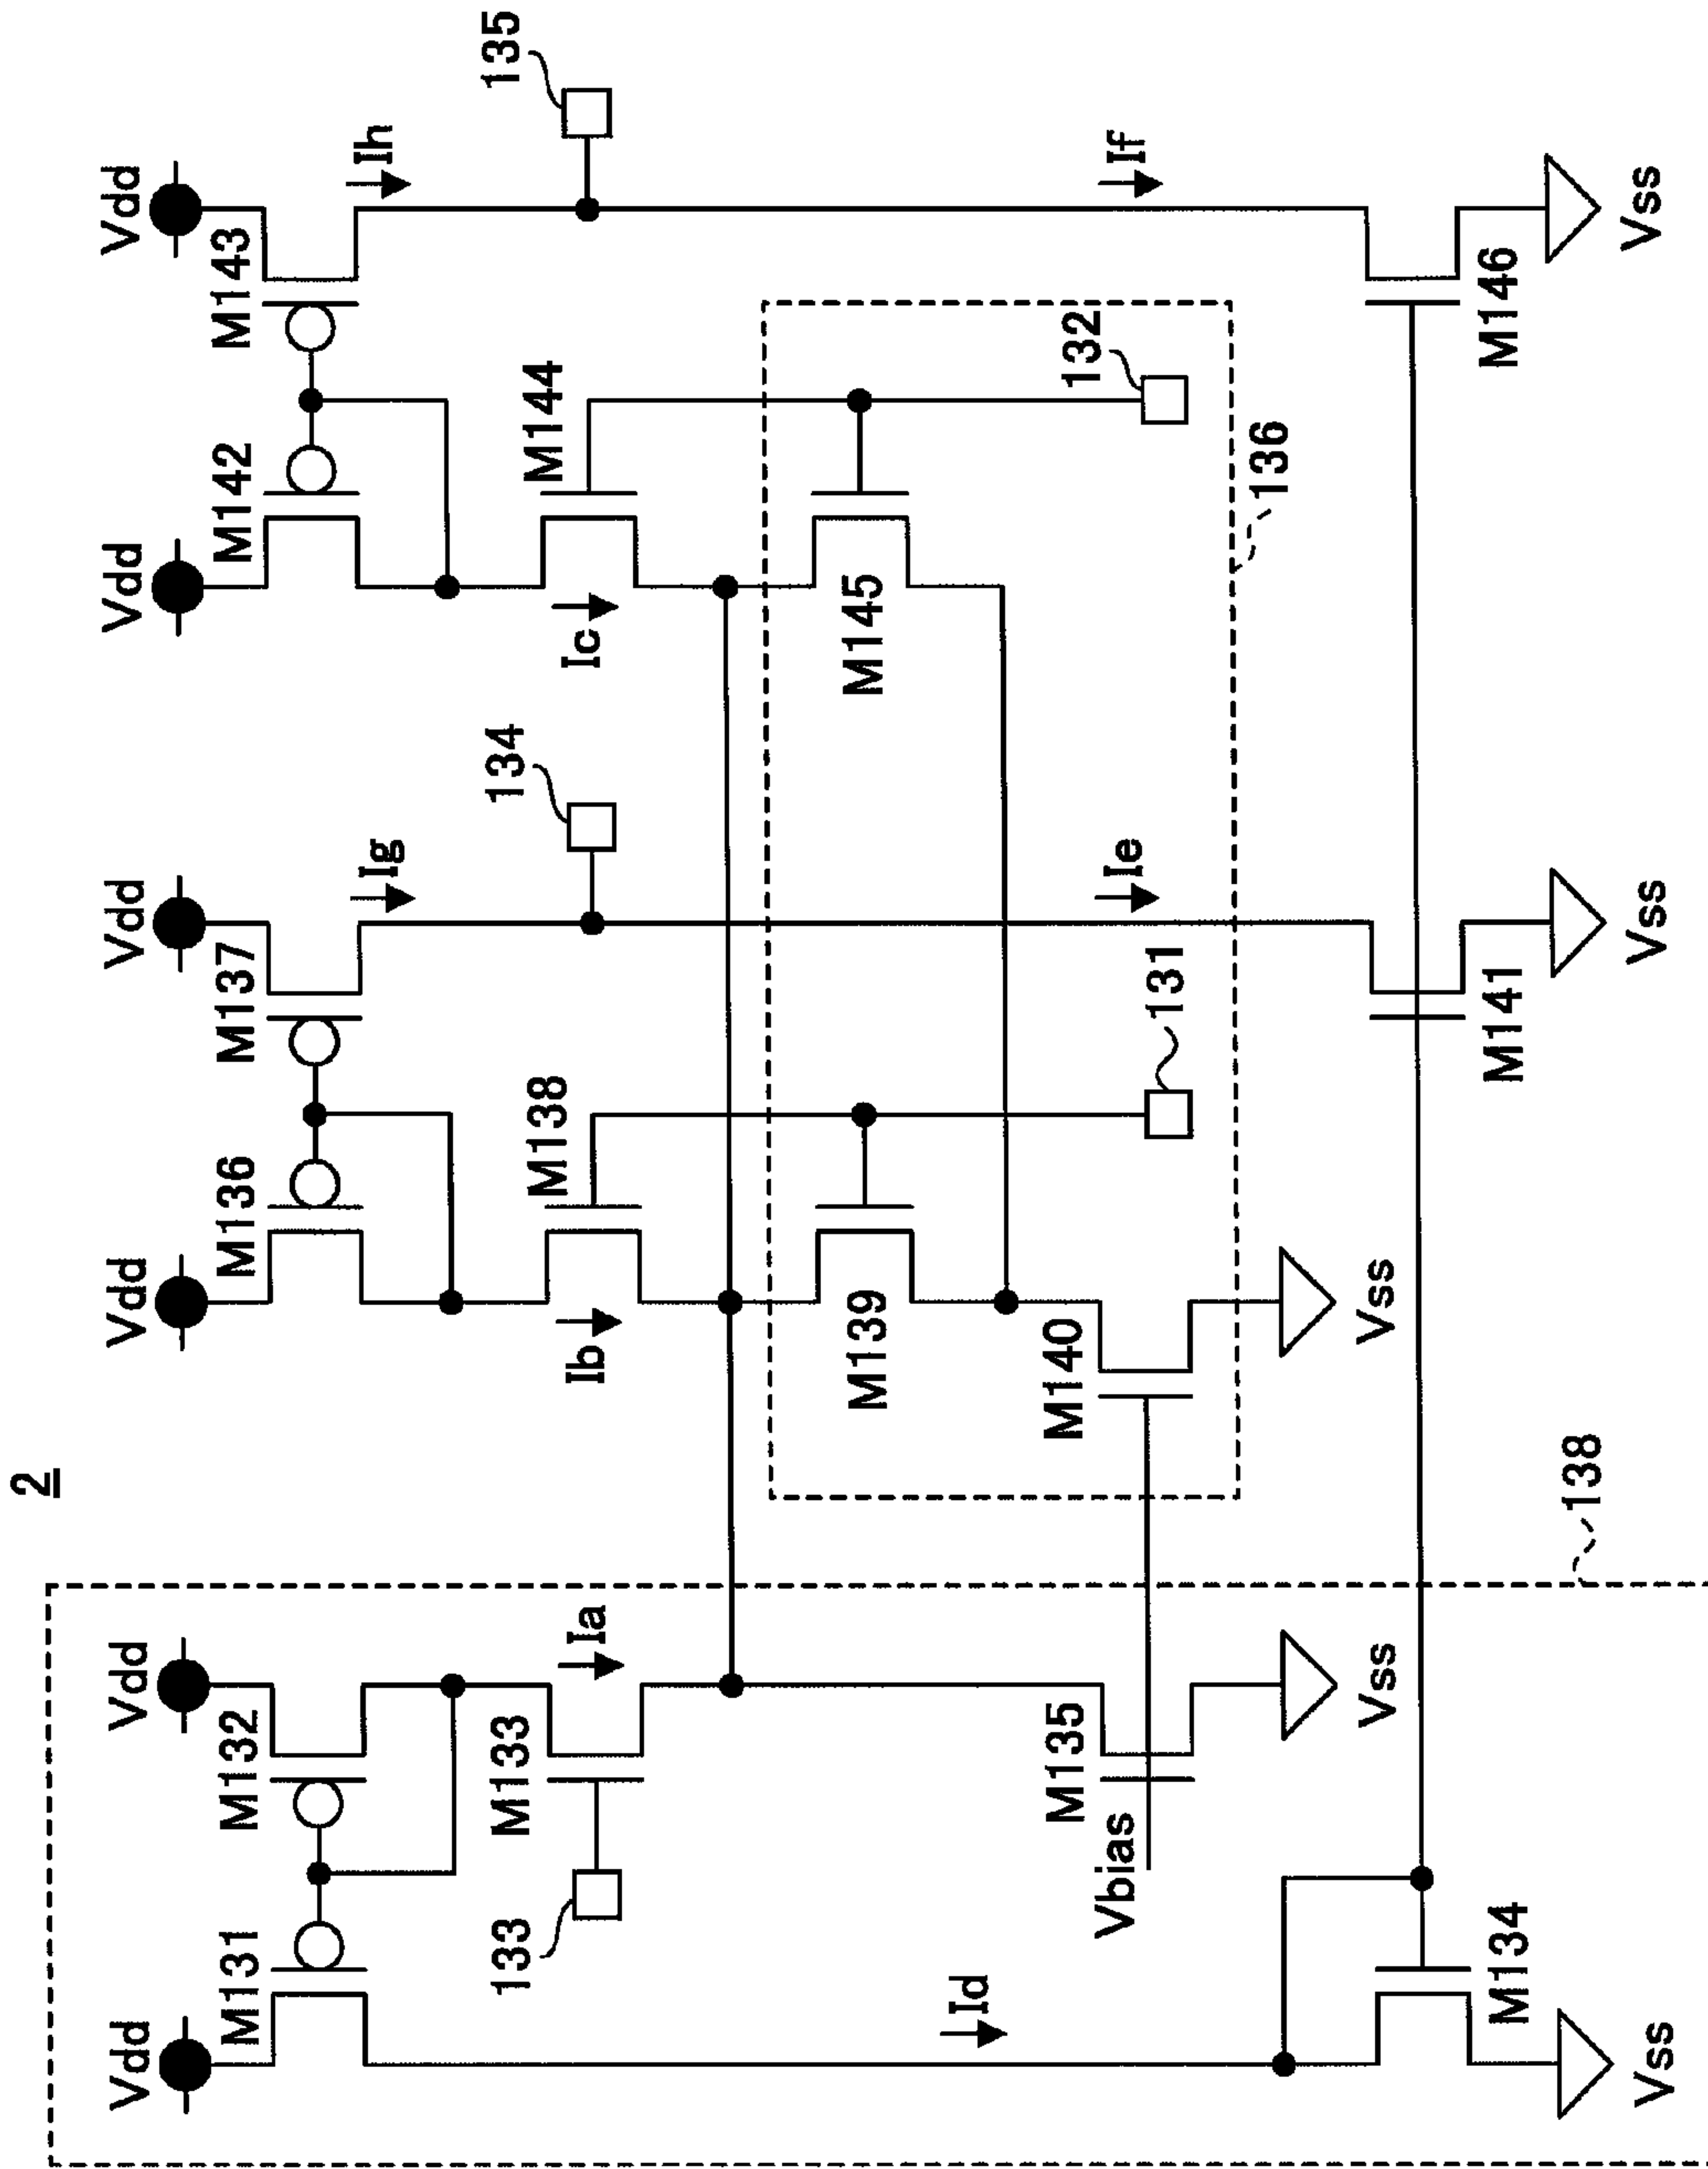 2
Vdd
Vdd
Vdd
Vdd
Vdd
Vdd
M131
M132
M136
M137
M142
M143
Ig
Ih
133
M133
Ia
M138
134
M144
135
Ib
Ic
M139
M145
Id
Vbias
M135
M140
131
Ie
132
If
136
M134
Vss
Vss
M141
M146
138
Vss
Vss
Vss